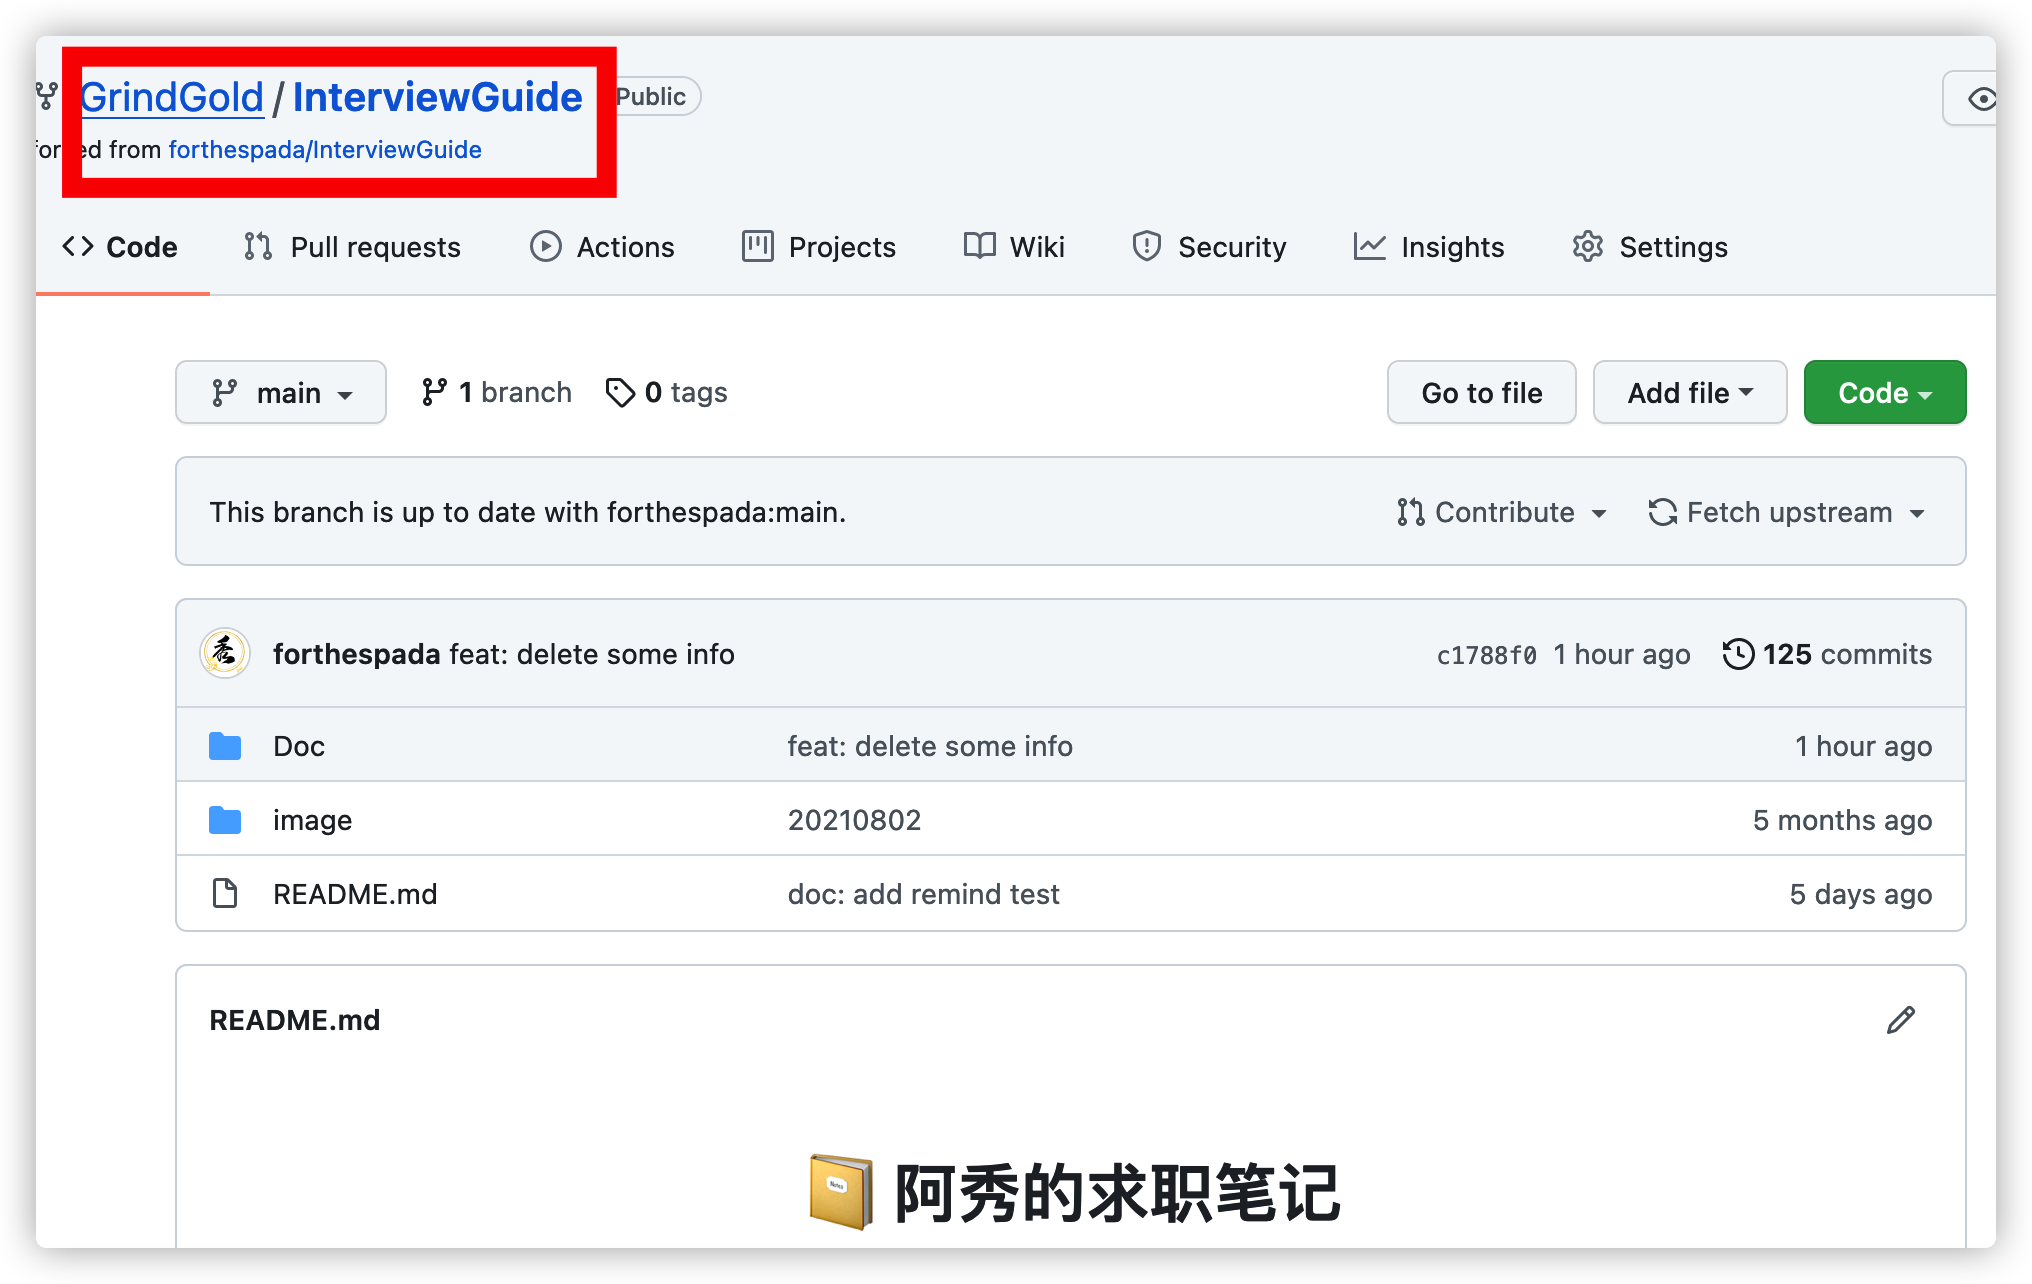 GrindGold / InterviewGuide Public
forked from forthespada/InterviewGuide
Code Pull requests Actions Projects Wiki Security Insights Settings
main 1 branch 0 tags Go to file Add file Code
This branch is up to date with forthespada:main. Contribute Fetch upstream
秀 forthespada feat: delete some info c1788f0 1 hour ago 125 commits
Doc feat: delete some info 1 hour ago
image 20210802 5 months ago
README.md doc: add remind test 5 days ago
README.md
Notes 阿秀的求职笔记